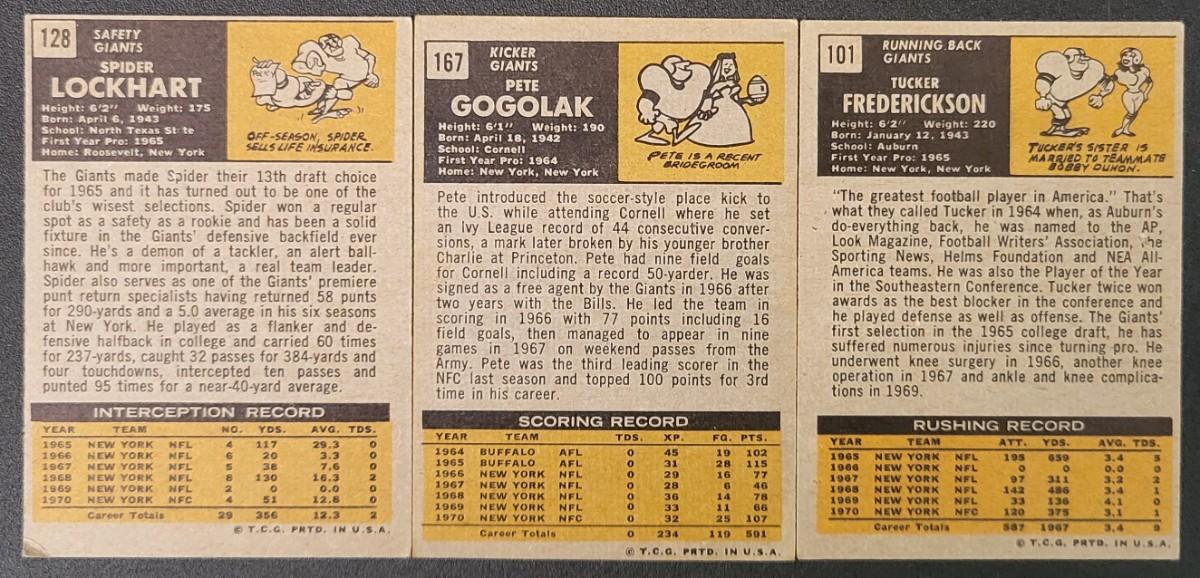 128
SAFETY
GIANTS
SPIDER
LOCKHART
Height: 6'2" Weight: 175
Born: April 6, 1943
School: North Texas State
First Year Pro: 1965
Home: Roosevelt, New York
OFF-SEASON, SPIDER
SELLS LIFE INSURANCE.
The Giants made Spider their 13th draft choice
for 1965 and it has turned out to be one of the
club's wisest selections. Spider won a regular
spot as a safety as a rookie and has been a solid
fixture in the Giants' defensive backfield ever
since. He's a demon of a tackler, an alert ball-
hawk and more important, a real team leader.
Spider also serves as one of the Giants' premiere
punt return specialists having returned 58 punts
for 290-yards and a 5.0 average in his six seasons
at New York. He played as a flanker and de-
fensive halfback in college and carried 60 times
for 237-yards, caught 32 passes for 384-yards and
four touchdowns, intercepted ten passes and
punted 95 times for a near-40-yard average.
INTERCEPTION RECORD
YEAR TEAM NO. YDS. AVG. TDS.
1965 NEW YORK NFL 4 117 29.3 0
1966 NEW YORK NFL 6 20 3.3 0
1967 NEW YORK NFL 5 38 7.6 0
1968 NEW YORK NFL 8 130 16.3 2
1969 NEW YORK NFL 2 0 0.0 0
1970 NEW YORK NFC 4 51 12.8 0
Career Totals 29 356 12.3 2
© T.C.G. PRTD. IN U.S.A.
167
KICKER
GIANTS
PETE
GOGOLAK
Height: 6'1" Weight: 190
Born: April 18, 1942
School: Cornell
First Year Pro: 1964
Home: New York, New York
PETE IS A RECENT
BRIDEGROOM
Pete introduced the soccer-style place kick to
the U.S. while attending Cornell where he set
an Ivy League record of 44 consecutive conver-
sions, a mark later broken by his younger brother
Charlie at Princeton. Pete had nine field goals
for Cornell including a record 50-yarder. He was
signed as a free agent by the Giants in 1966 after
two years with the Bills. He led the team in
scoring in 1966 with 77 points including 16
field goals, then managed to appear in nine
games in 1967 on weekend passes from the
Army. Pete was the third leading scorer in the
NFC last season and topped 100 points for 3rd
time in his career.
SCORING RECORD
YEAR TEAM TDS. XP. FG. PTS.
1964 BUFFALO AFL 0 45 19 102
1965 BUFFALO AFL 0 31 28 115
1966 NEW YORK NFL 0 29 16 77
1967 NEW YORK NFL 0 28 6 46
1968 NEW YORK NFL 0 36 14 78
1969 NEW YORK NFL 0 33 11 66
1970 NEW YORK NFC 0 32 25 107
Career Totals 0 234 119 591
© T.C.G. PRTD. IN U.S.A.
101
RUNNING BACK
GIANTS
TUCKER
FREDERICKSON
Height: 6'2" Weight: 220
Born: January 12, 1943
School: Auburn
First Year Pro: 1965
Home: New York, New York
TUCKER'S SISTER IS
MARRIED TO TEAMMATE
BOBBY DUHON.
"The greatest football player in America." That's
what they called Tucker in 1964 when, as Auburn's
do-everything back, he was named to the AP,
Look Magazine, Football Writers' Association, The
Sporting News, Helms Foundation and NEA All-
America teams. He was also the Player of the Year
in the Southeastern Conference. Tucker twice won
awards as the best blocker in the conference and
he played defense as well as offense. The Giants'
first selection in the 1965 college draft, he has
suffered numerous injuries since turning pro. He
underwent knee surgery in 1966, another knee
operation in 1967 and ankle and knee complica-
tions in 1969.
RUSHING RECORD
YEAR TEAM ATT. YDS. AVG. TDS.
1965 NEW YORK NFL 195 659 3.4 5
1966 NEW YORK NFL 0 0 0.0 0
1967 NEW YORK NFL 97 311 3.2 2
1968 NEW YORK NFL 142 486 3.4 1
1969 NEW YORK NFL 33 136 4.1 0
1970 NEW YORK NFC 120 375 3.1 1
Career Totals 587 1967 3.4 9
© T.C.G. PRTD. IN U.S.A.